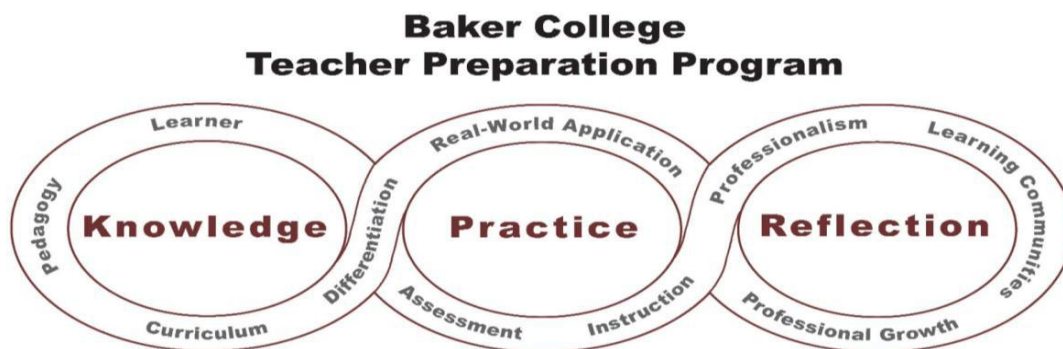 Baker College
Teacher Preparation Program
Learner
Pedagogy
Knowledge
Curriculum
Differentiation
Real-World Application
Practice
Assessment
Instruction
Professionalism
Learning Communities
Reflection
Professional Growth